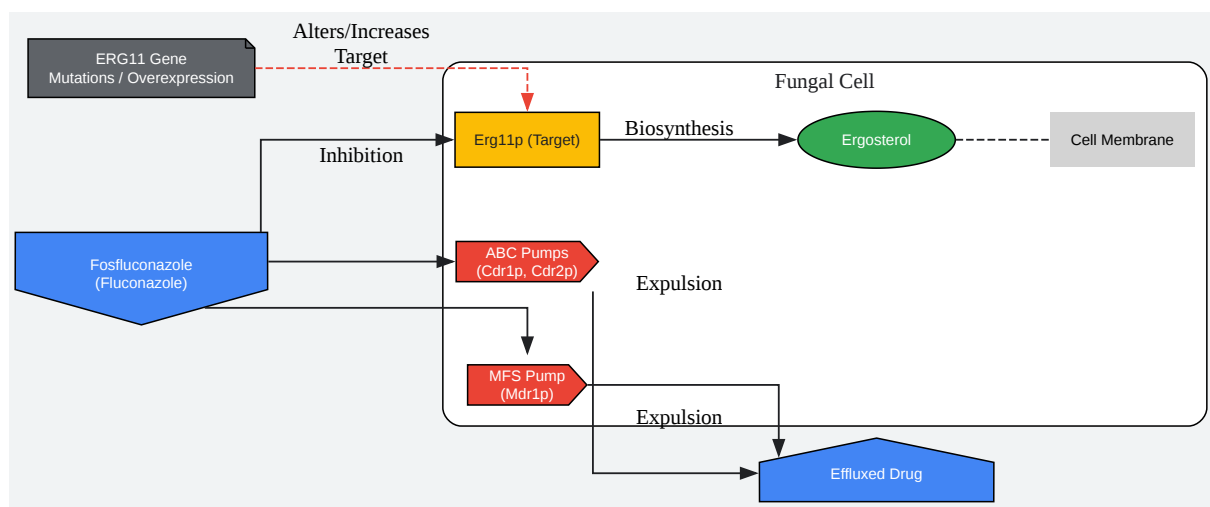 Alters/Increases
Target
ERG11 Gene
Mutations / Overexpression
Fungal Cell
Erg11p (Target)
Biosynthesis
Ergosterol
Cell Membrane
Inhibition
Fosfluconazole
(Fluconazole)
ABC Pumps
(Cdr1p, Cdr2p)
Expulsion
MFS Pump
(Mdr1p)
Expulsion
Effluxed Drug